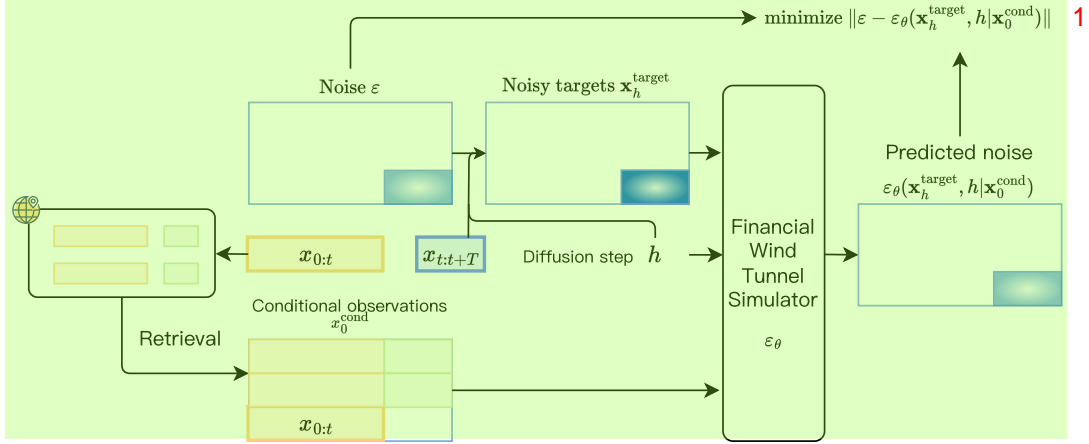 minimize ‖ε − ε_θ(x_h^target, h|x_0^cond)‖
1
Noise ε
Noisy targets x_h^target
Predicted noise
ε_θ(x_h^target, h|x_0^cond)
x_{0:t}
x_{t:t+T}
Diffusion step h
Financial
Wind
Tunnel
Simulator
ε_θ
Conditional observations
x_0^cond
Retrieval
x_{0:t}